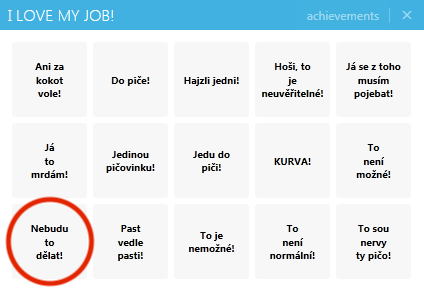 I LOVE MY JOB!
achievements
Ani za
kokot
vole!
Do piče!
Hajzli jedni!
Hoši, to
je
neuvěřitelné!
Já se z toho
musím
pojebat!
Já
to
mrdám!
Jedinou
pičovinku!
Jedu do
piči!
KURVA!
To
není
možné!
Nebudu
to
dělat!
Past
vedle
pasti!
To je
nemožné!
To
není
normální!
To sou
nervy
ty pičo!